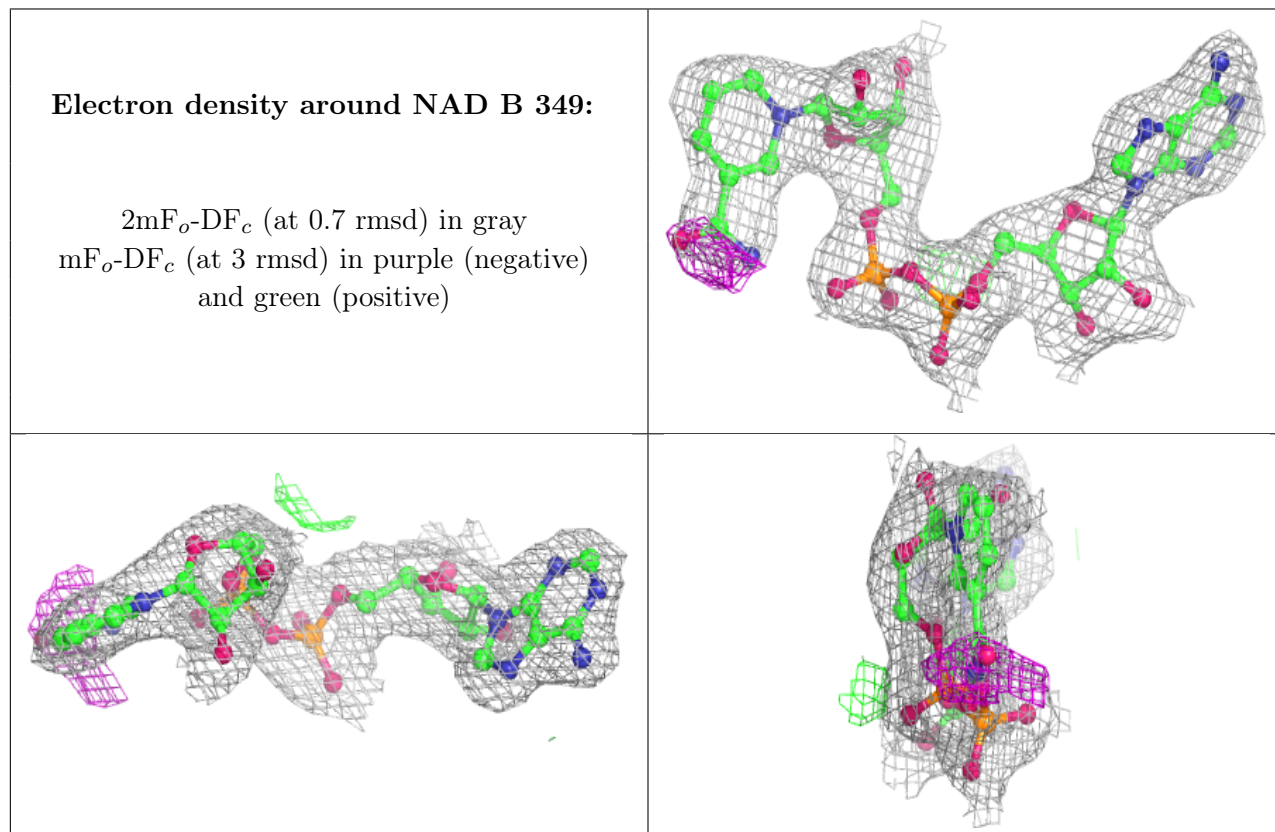 Electron density around NAD B 349:
2mFo-DFc (at 0.7 rmsd) in gray
mFo-DFc (at 3 rmsd) in purple (negative)
and green (positive)